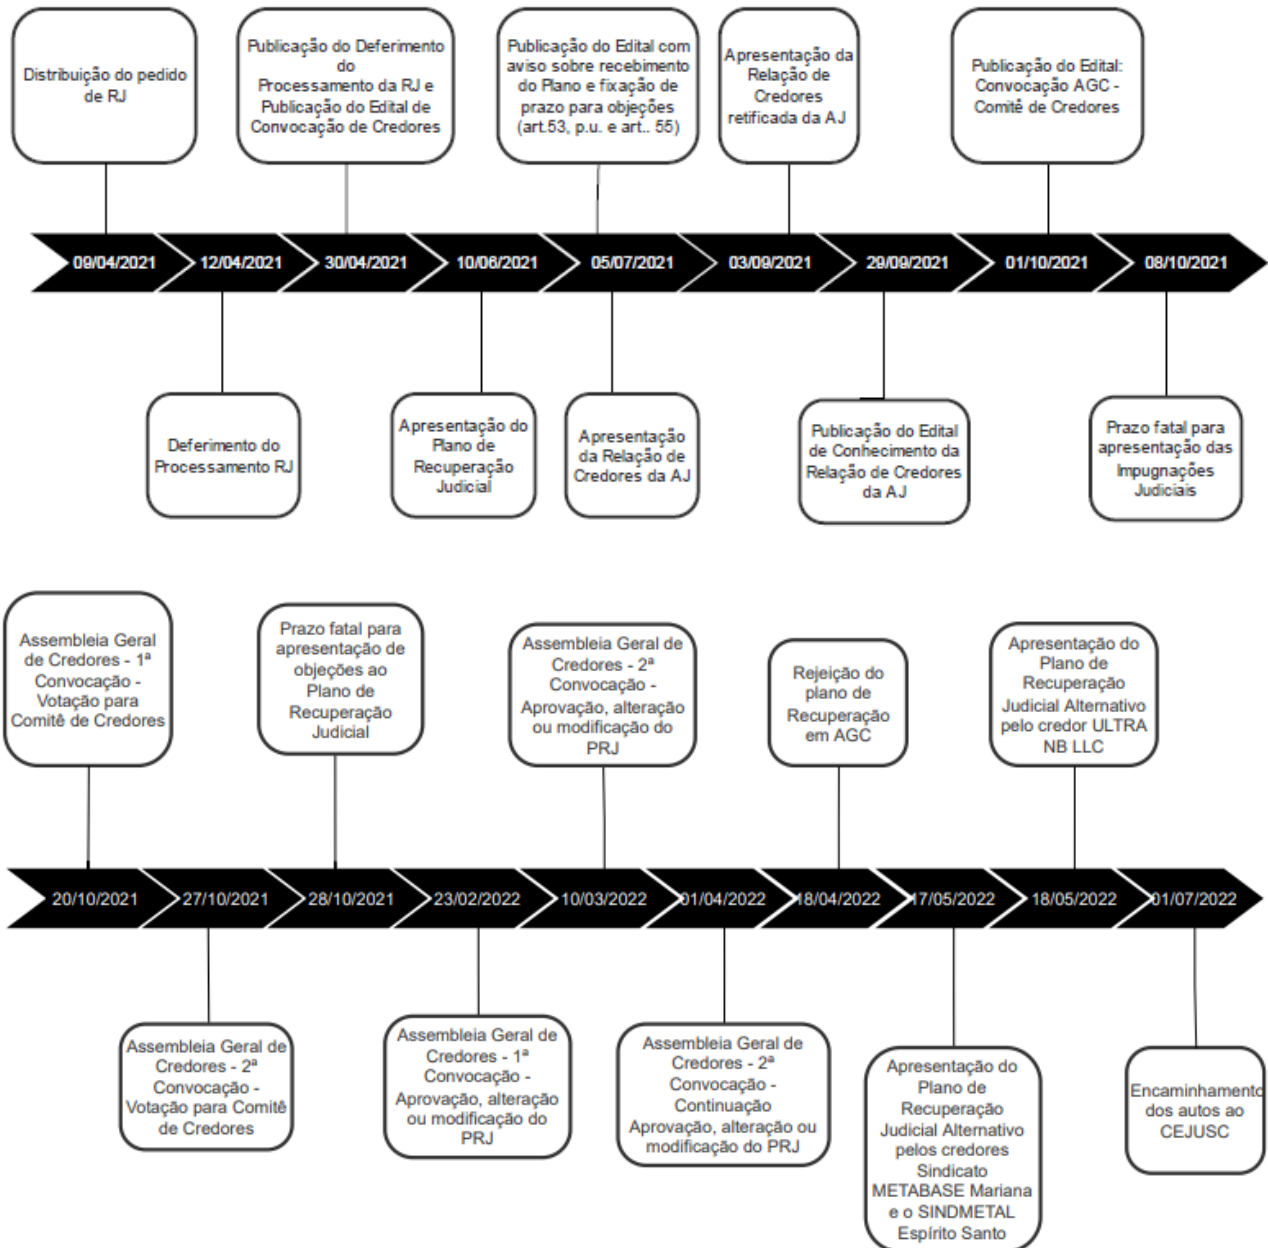 Distribuição do pedido
de RJ
Publicação do Deferimento
do
Processamento da RJ e
Publicação do Edital de
Convocação de Credores
Publicação do Edital com
aviso sobre recebimento
do Plano e fixação de
prazo para objeções
(art.53, p.u. e art.. 55)
Apresentação da
Relação de
Credores
retificada da AJ
Publicação do Edital:
Convocação AGC -
Comitê de Credores
09/04/2021
12/04/2021
30/04/2021
10/06/2021
05/07/2021
03/09/2021
29/09/2021
01/10/2021
08/10/2021
Deferimento do
Processamento RJ
Apresentação do
Plano de
Recuperação
Judicial
Apresentação
da Relação de
Credores da AJ
Publicação do Edital
de Conhecimento da
Relação de Credores
da AJ
Prazo fatal para
apresentação das
Impugnações
Judiciais
Assembleia Geral
de Credores - 1ª
Convocação -
Votação para
Comitê de Credores
Prazo fatal para
apresentação de
objeções ao
Plano de
Recuperação
Judicial
Assembleia Geral de
Credores - 2ª
Convocação -
Aprovação, alteração
ou modificação do
PRJ
Rejeição do
plano de
Recuperação
em AGC
Apresentação do
Plano de
Recuperação
Judicial Alternativo
pelo credor ULTRA
NB LLC
20/10/2021
27/10/2021
28/10/2021
23/02/2022
10/03/2022
01/04/2022
18/04/2022
17/05/2022
18/05/2022
01/07/2022
Assembleia Geral de
Credores - 2ª
Convocação -
Votação para Comitê
de Credores
Assembleia Geral de
Credores - 1ª
Convocação -
Aprovação, alteração
ou modificação do
PRJ
Assembleia Geral de
Credores - 2ª
Convocação -
Continuação
Aprovação, alteração ou
modificação do PRJ
Apresentação do
Plano de
Recuperação
Judicial Alternativo
pelos credores
Sindicato
METABASE Mariana
e o SINDMETAL
Espírito Santo
Encaminhamento
dos autos ao
CEJUSC